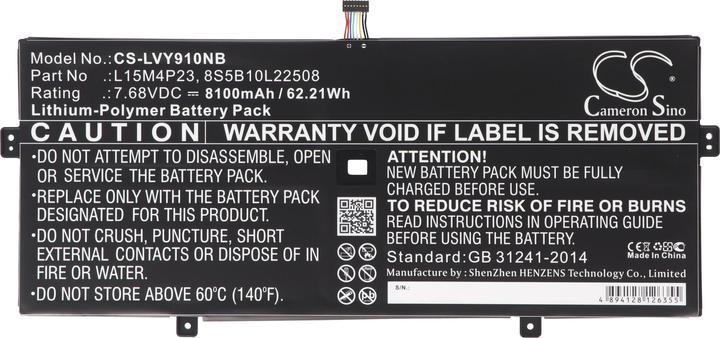 Model No.:CS-LVY910NB
Part No :L15M4P23, 8S5B10L22508
Rating :7.68VDC 8100mAh / 62.21Wh
Lithium-Polymer Battery Pack
CS
Cameron Sino
CAUTION WARRANTY VOID IF LABEL IS REMOVED
•DO NOT ATTEMPT TO DISASSEMBLE, OPEN
OR SERVICE THE BATTERY PACK.
•REPLACE ONLY WITH THE BATTERY PACK
DESIGNATED FOR THIS PRODUCT.
•DO NOT CRUSH, PUNCTURE, SHORT
EXTERNAL CONTACTS OR DISPOSE OF IN
FIRE OR WATER.
•DO NOT STORE ABOVE 60°C (140°F).
ATTENTION!
NEW BATTERY PACK MUST BE FULLY
CHARGED BEFORE USE.
TO REDUCE RISK OF FIRE OR BURNS
READ INSTRUCTIONS IN OPERATING GUIDE
BEFORE BATTERY USE.
Standard:GB 31241-2014
Manufacture by :ShenZhen HENZENS Technology Co., Limited
Made In China
S/N:
4 894128 126355